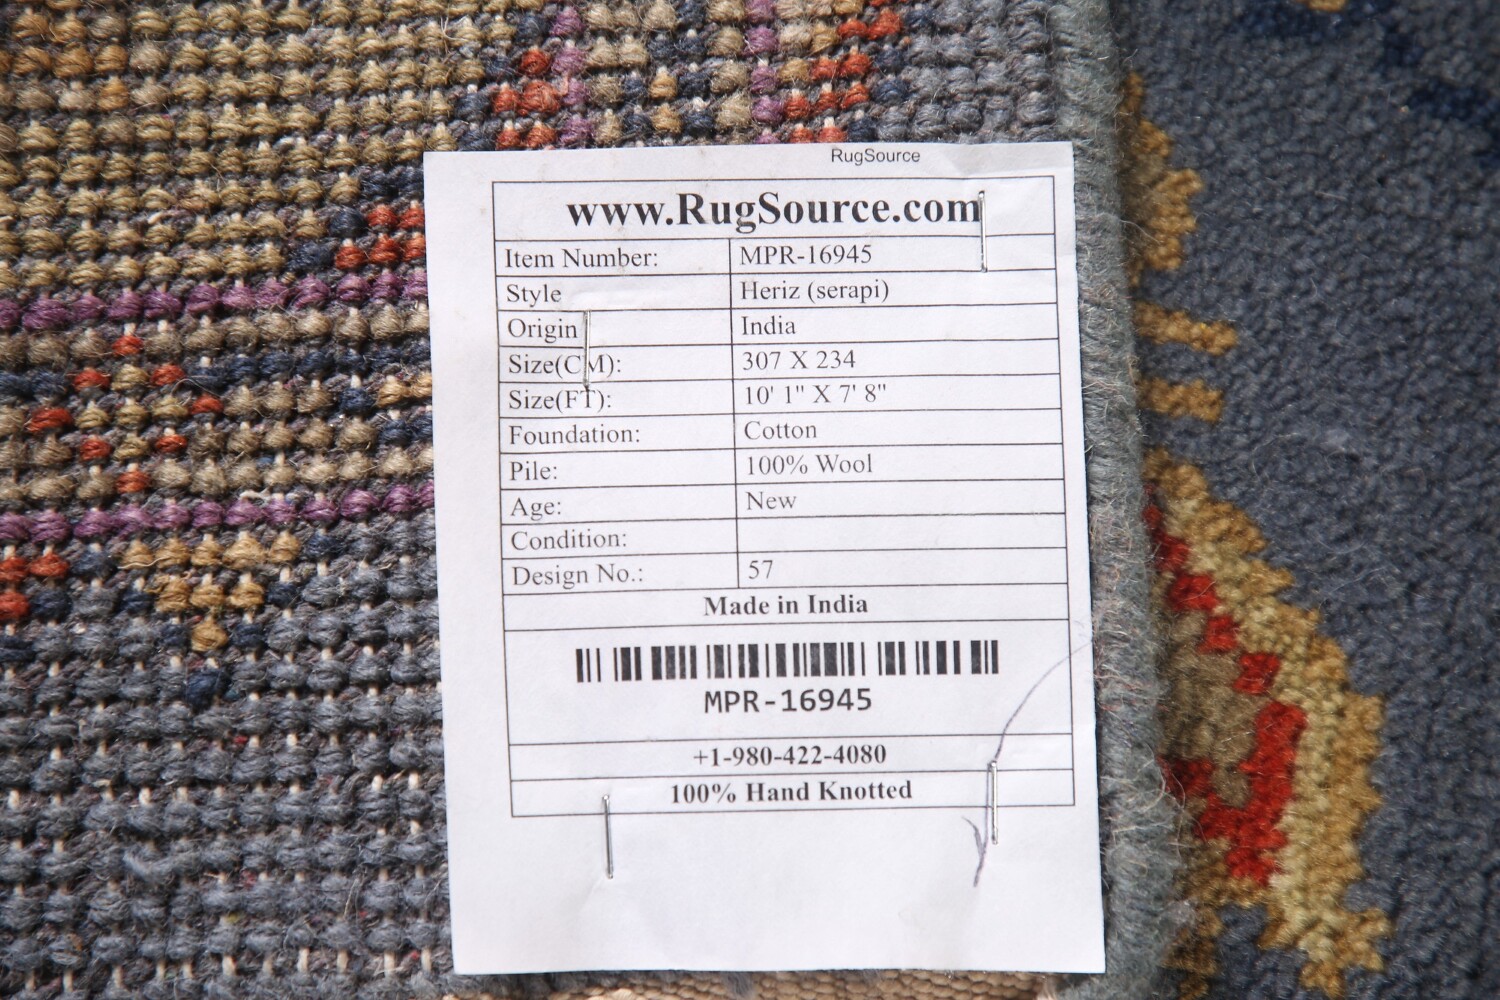 RugSource
www.RugSource.com
Item Number: MPR-16945
Style Heriz (serapi)
Origin India
Size(CM): 307 X 234
Size(FT): 10' 1" X 7' 8"
Foundation: Cotton
Pile: 100% Wool
Age: New
Condition:
Design No.: 57
Made in India
MPR-16945
+1-980-422-4080
100% Hand Knotted